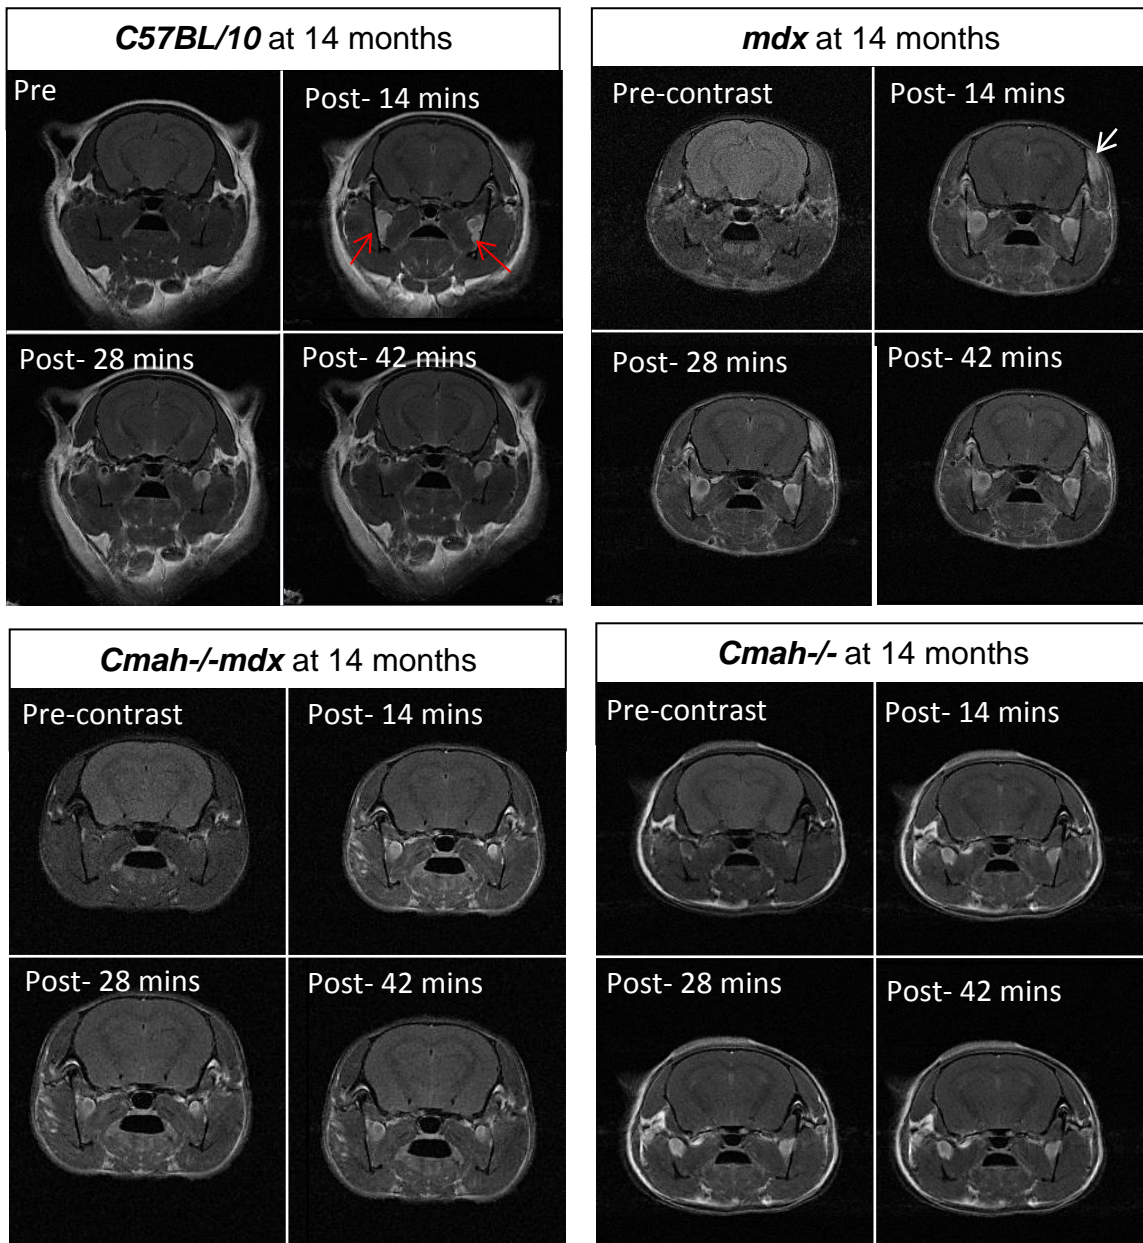 C57BL/10 at 14 months
Pre
Post- 14 mins
Post- 28 mins
Post- 42 mins
mdx at 14 months
Pre-contrast
Post- 14 mins
Post- 28 mins
Post- 42 mins
Cmah-/-mdx at 14 months
Pre-contrast
Post- 14 mins
Post- 28 mins
Post- 42 mins
Cmah-/- at 14 months
Pre-contrast
Post- 14 mins
Post- 28 mins
Post- 42 mins